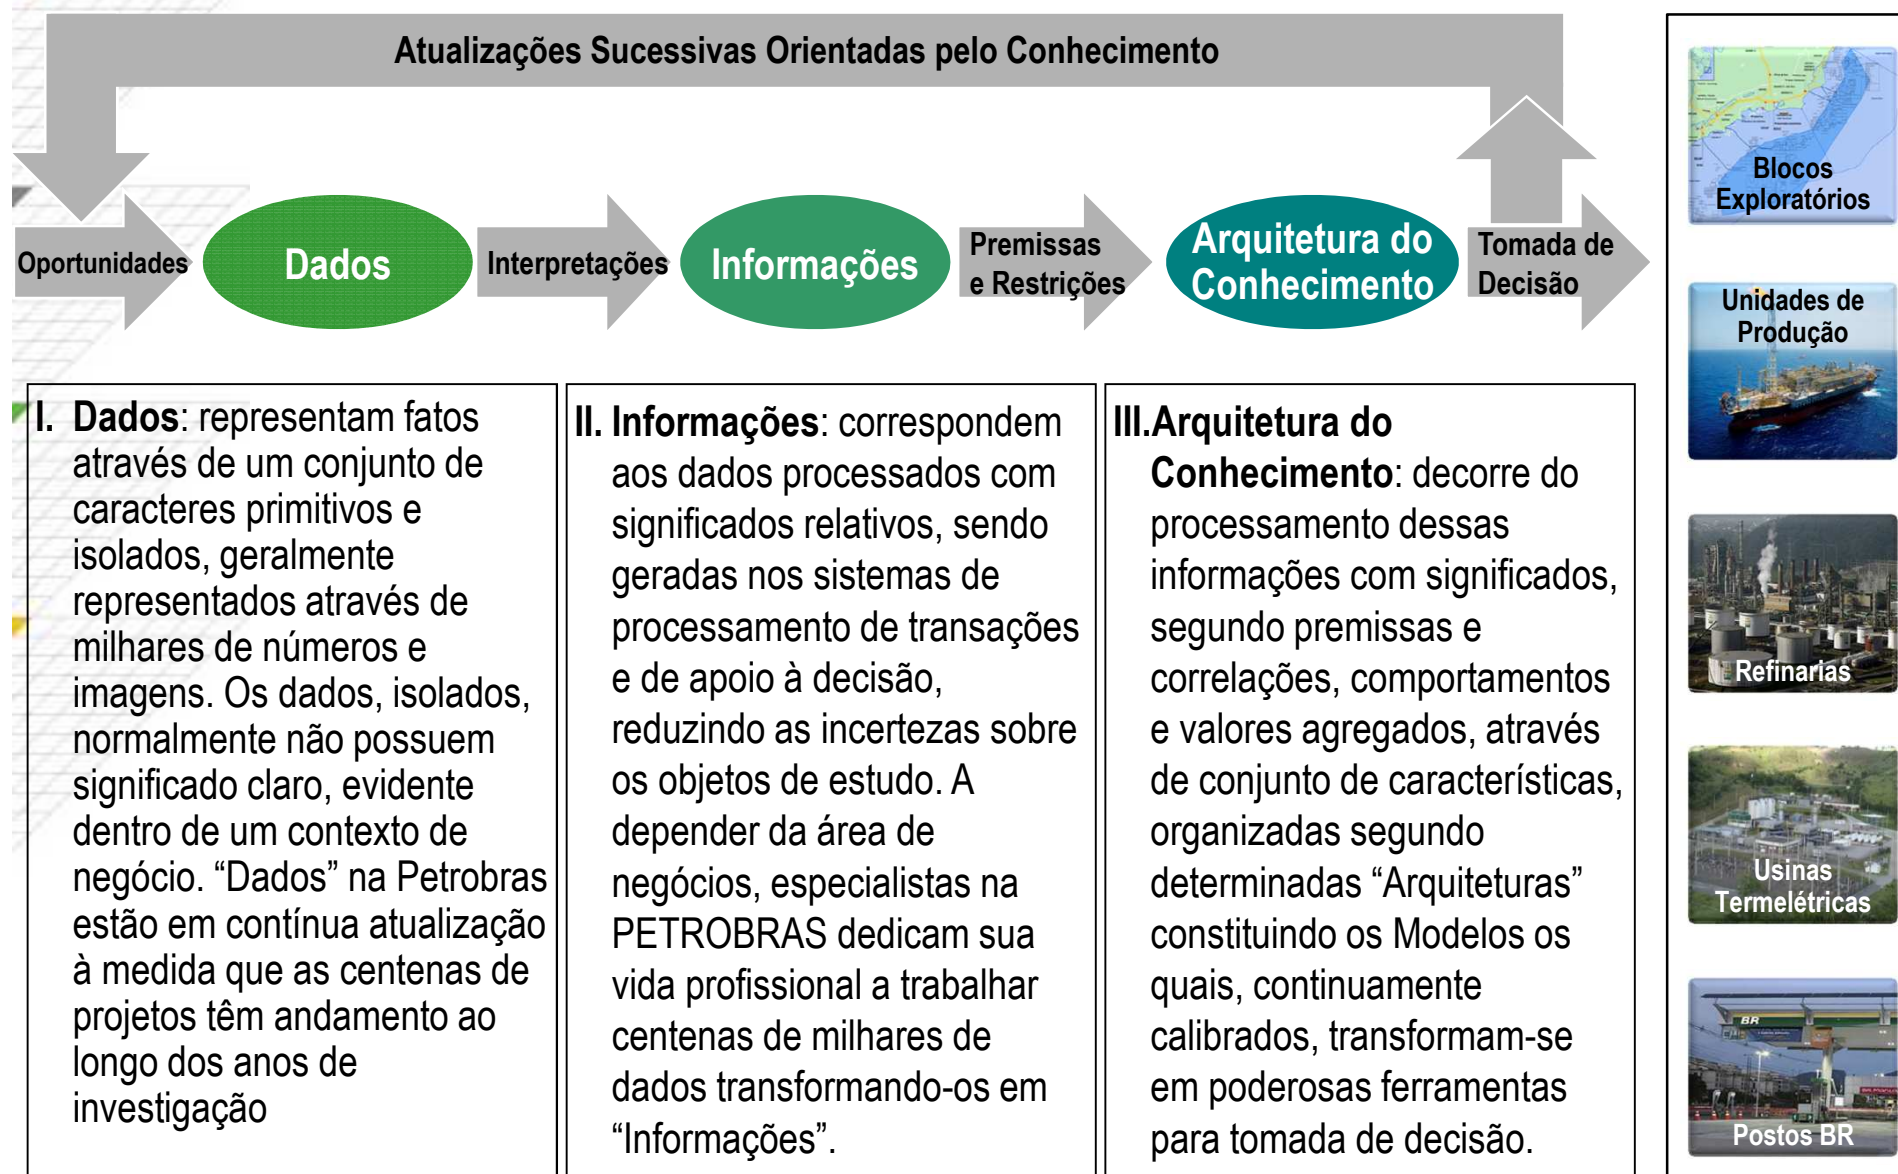 Atualizações Sucessivas Orientadas pelo Conhecimento
Oportunidades
Dados
Interpretações
Informações
Premissas
e Restrições
Arquitetura do
Conhecimento
Tomada de
Decisão
I. Dados: representam fatos
através de um conjunto de
caracteres primitivos e
isolados, geralmente
representados através de
milhares de números e
imagens. Os dados, isolados,
normalmente não possuem
significado claro, evidente
dentro de um contexto de
negócio. “Dados” na Petrobras
estão em contínua atualização
à medida que as centenas de
projetos têm andamento ao
longo dos anos de
investigação
II. Informações: correspondem
aos dados processados com
significados relativos, sendo
geradas nos sistemas de
processamento de transações
e de apoio à decisão,
reduzindo as incertezas sobre
os objetos de estudo. A
depender da área de
negócios, especialistas na
PETROBRAS dedicam sua
vida profissional a trabalhar
centenas de milhares de
dados transformando-os em
“Informações”.
III.Arquitetura do
Conhecimento: decorre do
processamento dessas
informações com significados,
segundo premissas e
correlações, comportamentos
e valores agregados, através
de conjunto de características,
organizadas segundo
determinadas “Arquiteturas”
constituindo os Modelos os
quais, continuamente
calibrados, transformam-se
em poderosas ferramentas
para tomada de decisão.
Blocos
Exploratórios
Unidades de
Produção
Refinarias
Usinas
Termelétricas
BR
Postos BR